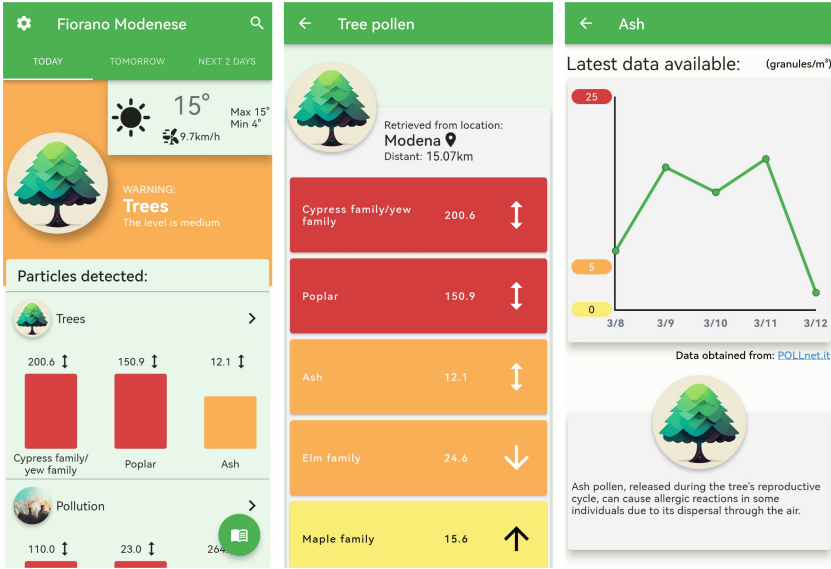 Fiorano Modenese
TODAY TOMORROW NEXT 2 DAYS
15°
Max 15°
Min 4°
9.7km/h
WARNING:
Trees
The level is medium
Particles detected:
Trees
200.6 150.9 12.1
Cypress family/
yew family
Poplar
Ash
Pollution
110.0 23.0 264.
Tree pollen
Retrieved from location:
Modena
Distant: 15.07km
Cypress family/yew
family
200.6
Poplar 150.9
Ash 12.1
Elm family 24.6
Maple family 15.6
Ash
Latest data available: (granules/m³)
25
5
0
3/8 3/9 3/10 3/11 3/12
Data obtained from: POLLnet.it
Ash pollen, released during the tree's reproductive
cycle, can cause allergic reactions in some
individuals due to its dispersal through the air.